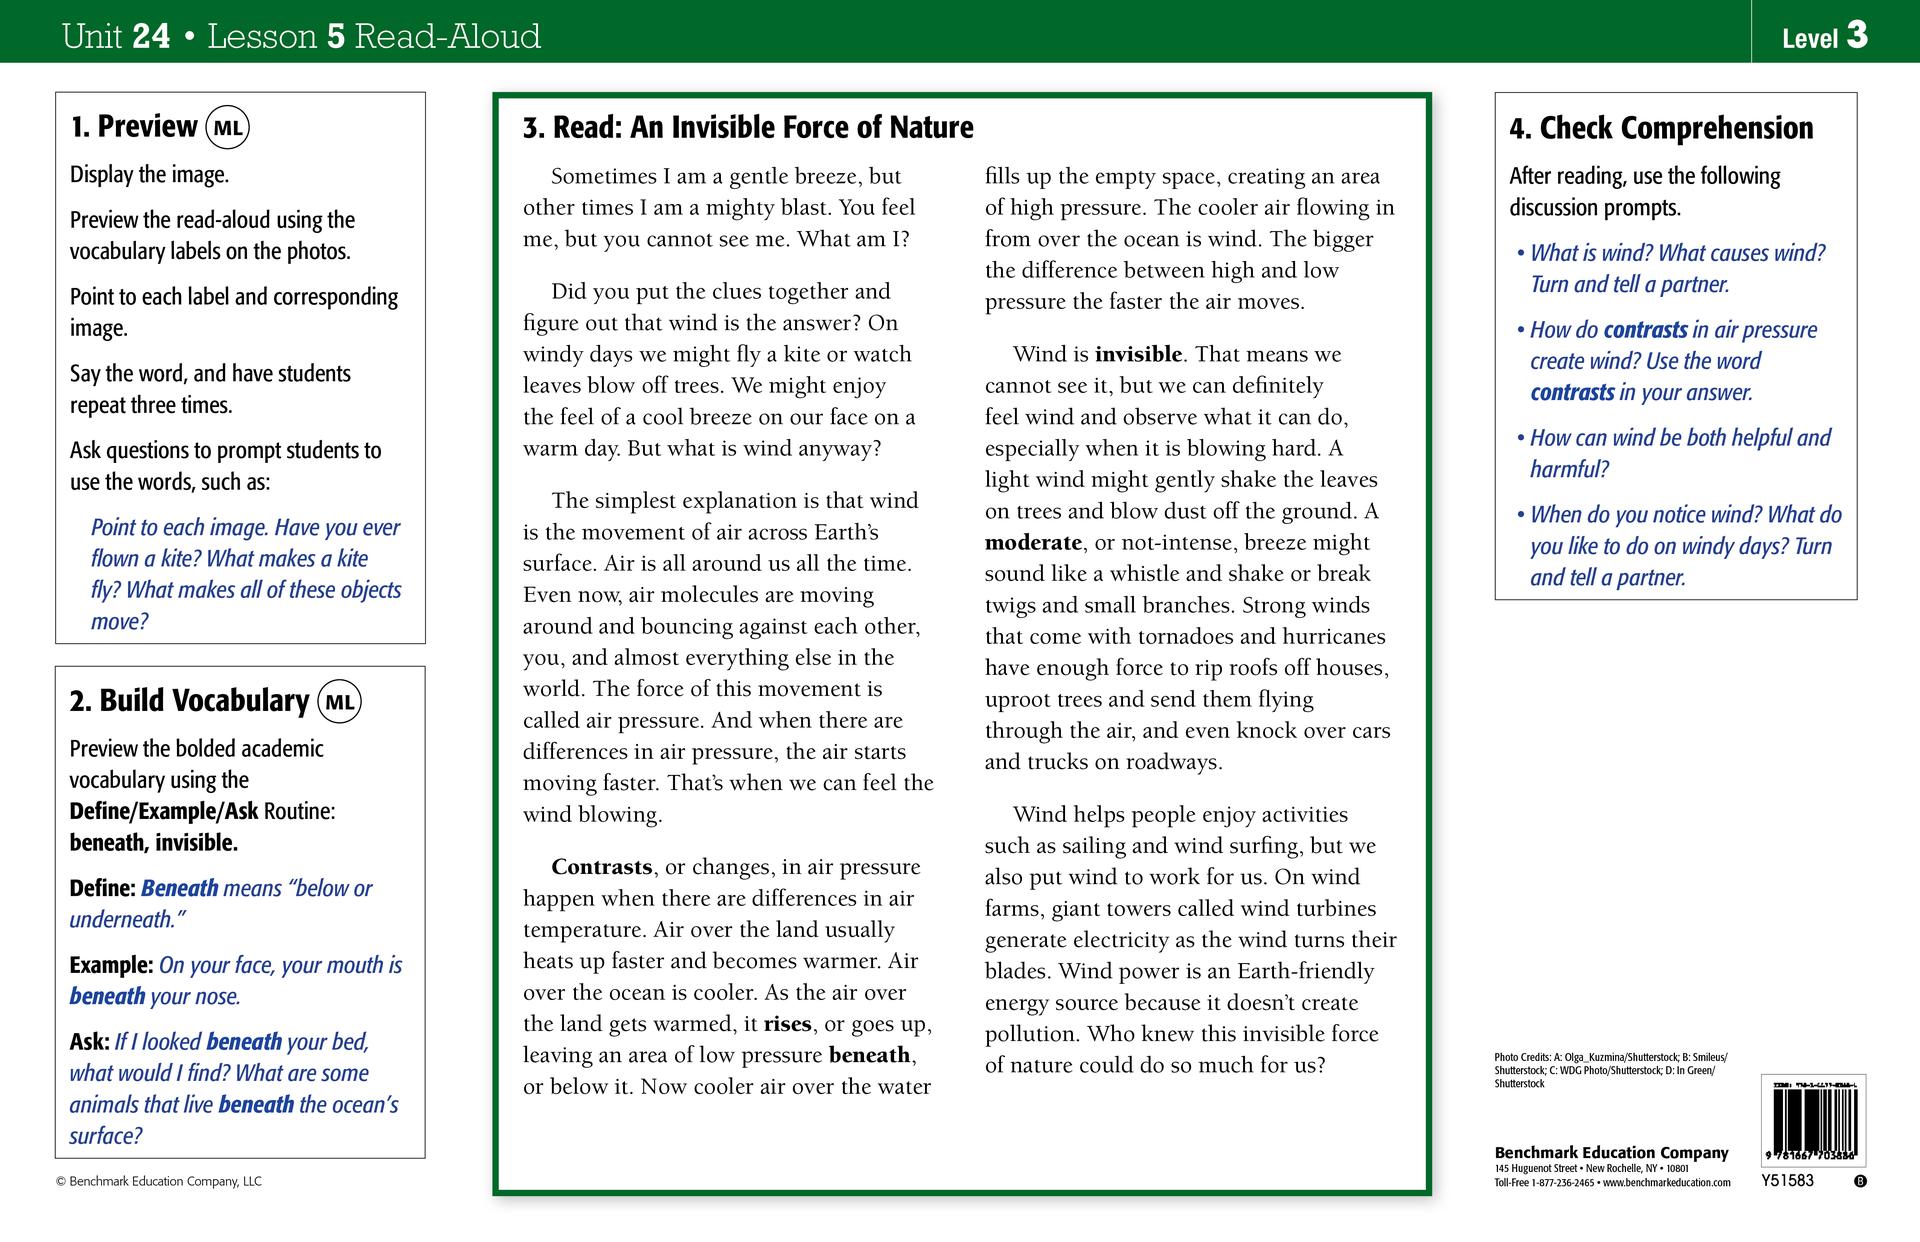 Unit 24 • Lesson 5 Read-Aloud
Level 3
1. Preview ML
Display the image.
Preview the read-aloud using the
vocabulary labels on the photos.
Point to each label and corresponding
image.
Say the word, and have students
repeat three times.
Ask questions to prompt students to
use the words, such as:
Point to each image. Have you ever
flown a kite? What makes a kite
fly? What makes all of these objects
move?
2. Build Vocabulary ML
Preview the bolded academic
vocabulary using the
Define/Example/Ask Routine:
beneath, invisible.
Define: Beneath means “below or
underneath.”
Example: On your face, your mouth is
beneath your nose.
Ask: If I looked beneath your bed,
what would I find? What are some
animals that live beneath the ocean’s
surface?
© Benchmark Education Company, LLC
3. Read: An Invisible Force of Nature
Sometimes I am a gentle breeze, but
other times I am a mighty blast. You feel
me, but you cannot see me. What am I?
Did you put the clues together and
figure out that wind is the answer? On
windy days we might fly a kite or watch
leaves blow off trees. We might enjoy
the feel of a cool breeze on our face on a
warm day. But what is wind anyway?
The simplest explanation is that wind
is the movement of air across Earth’s
surface. Air is all around us all the time.
Even now, air molecules are moving
around and bouncing against each other,
you, and almost everything else in the
world. The force of this movement is
called air pressure. And when there are
differences in air pressure, the air starts
moving faster. That’s when we can feel the
wind blowing.
Contrasts, or changes, in air pressure
happen when there are differences in air
temperature. Air over the land usually
heats up faster and becomes warmer. Air
over the ocean is cooler. As the air over
the land gets warmed, it rises, or goes up,
leaving an area of low pressure beneath,
or below it. Now cooler air over the water
fills up the empty space, creating an area
of high pressure. The cooler air flowing in
from over the ocean is wind. The bigger
the difference between high and low
pressure the faster the air moves.
Wind is invisible. That means we
cannot see it, but we can definitely
feel wind and observe what it can do,
especially when it is blowing hard. A
light wind might gently shake the leaves
on trees and blow dust off the ground. A
moderate, or not-intense, breeze might
sound like a whistle and shake or break
twigs and small branches. Strong winds
that come with tornadoes and hurricanes
have enough force to rip roofs off houses,
uproot trees and send them flying
through the air, and even knock over cars
and trucks on roadways.
Wind helps people enjoy activities
such as sailing and wind surfing, but we
also put wind to work for us. On wind
farms, giant towers called wind turbines
generate electricity as the wind turns their
blades. Wind power is an Earth-friendly
energy source because it doesn’t create
pollution. Who knew this invisible force
of nature could do so much for us?
4. Check Comprehension
After reading, use the following
discussion prompts.
• What is wind? What causes wind?
Turn and tell a partner.
• How do contrasts in air pressure
create wind? Use the word
contrasts in your answer.
• How can wind be both helpful and
harmful?
• When do you notice wind? What do
you like to do on windy days? Turn
and tell a partner.
Photo Credits: A: Olga_Kuzmina/Shutterstock; B: Smileus/
Shutterstock; C: WDG Photo/Shutterstock; D: In Green/
Shutterstock
Benchmark Education Company
145 Huguenot Street • New Rochelle, NY • 10801
Toll-Free 1-877-236-2465 • www.benchmarkeducation.com
Y51583
B